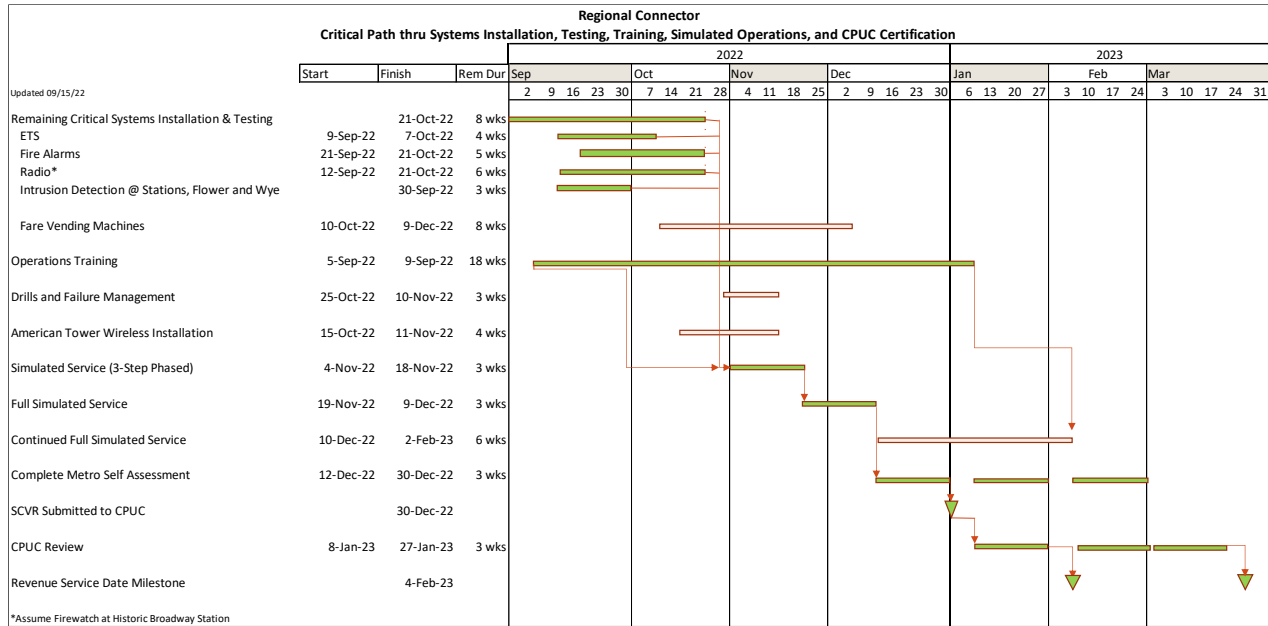 Regional Connector
Critical Path thru Systems Installation, Testing, Training, Simulated Operations, and CPUC Certification
2022 2023
Start Finish Rem Dur Sep Oct Nov Dec Jan Feb Mar
Updated 09/15/22 2 9 16 23 30 7 14 21 28 4 11 18 25 2 9 16 23 30 6 13 20 27 3 10 17 24 3 10 17 24 31
Remaining Critical Systems Installation & Testing 21-Oct-22 8 wks
ETS 9-Sep-22 7-Oct-22 4 wks
Fire Alarms 21-Sep-22 21-Oct-22 5 wks
Radio* 12-Sep-22 21-Oct-22 6 wks
Intrusion Detection @ Stations, Flower and Wye 30-Sep-22 3 wks
Fare Vending Machines 10-Oct-22 9-Dec-22 8 wks
Operations Training 5-Sep-22 9-Sep-22 18 wks
Drills and Failure Management 25-Oct-22 10-Nov-22 3 wks
American Tower Wireless Installation 15-Oct-22 11-Nov-22 4 wks
Simulated Service (3-Step Phased) 4-Nov-22 18-Nov-22 3 wks
Full Simulated Service 19-Nov-22 9-Dec-22 3 wks
Continued Full Simulated Service 10-Dec-22 2-Feb-23 6 wks
Complete Metro Self Assessment 12-Dec-22 30-Dec-22 3 wks
SCVR Submitted to CPUC 30-Dec-22
CPUC Review 8-Jan-23 27-Jan-23 3 wks
Revenue Service Date Milestone 4-Feb-23
*Assume Firewatch at Historic Broadway Station